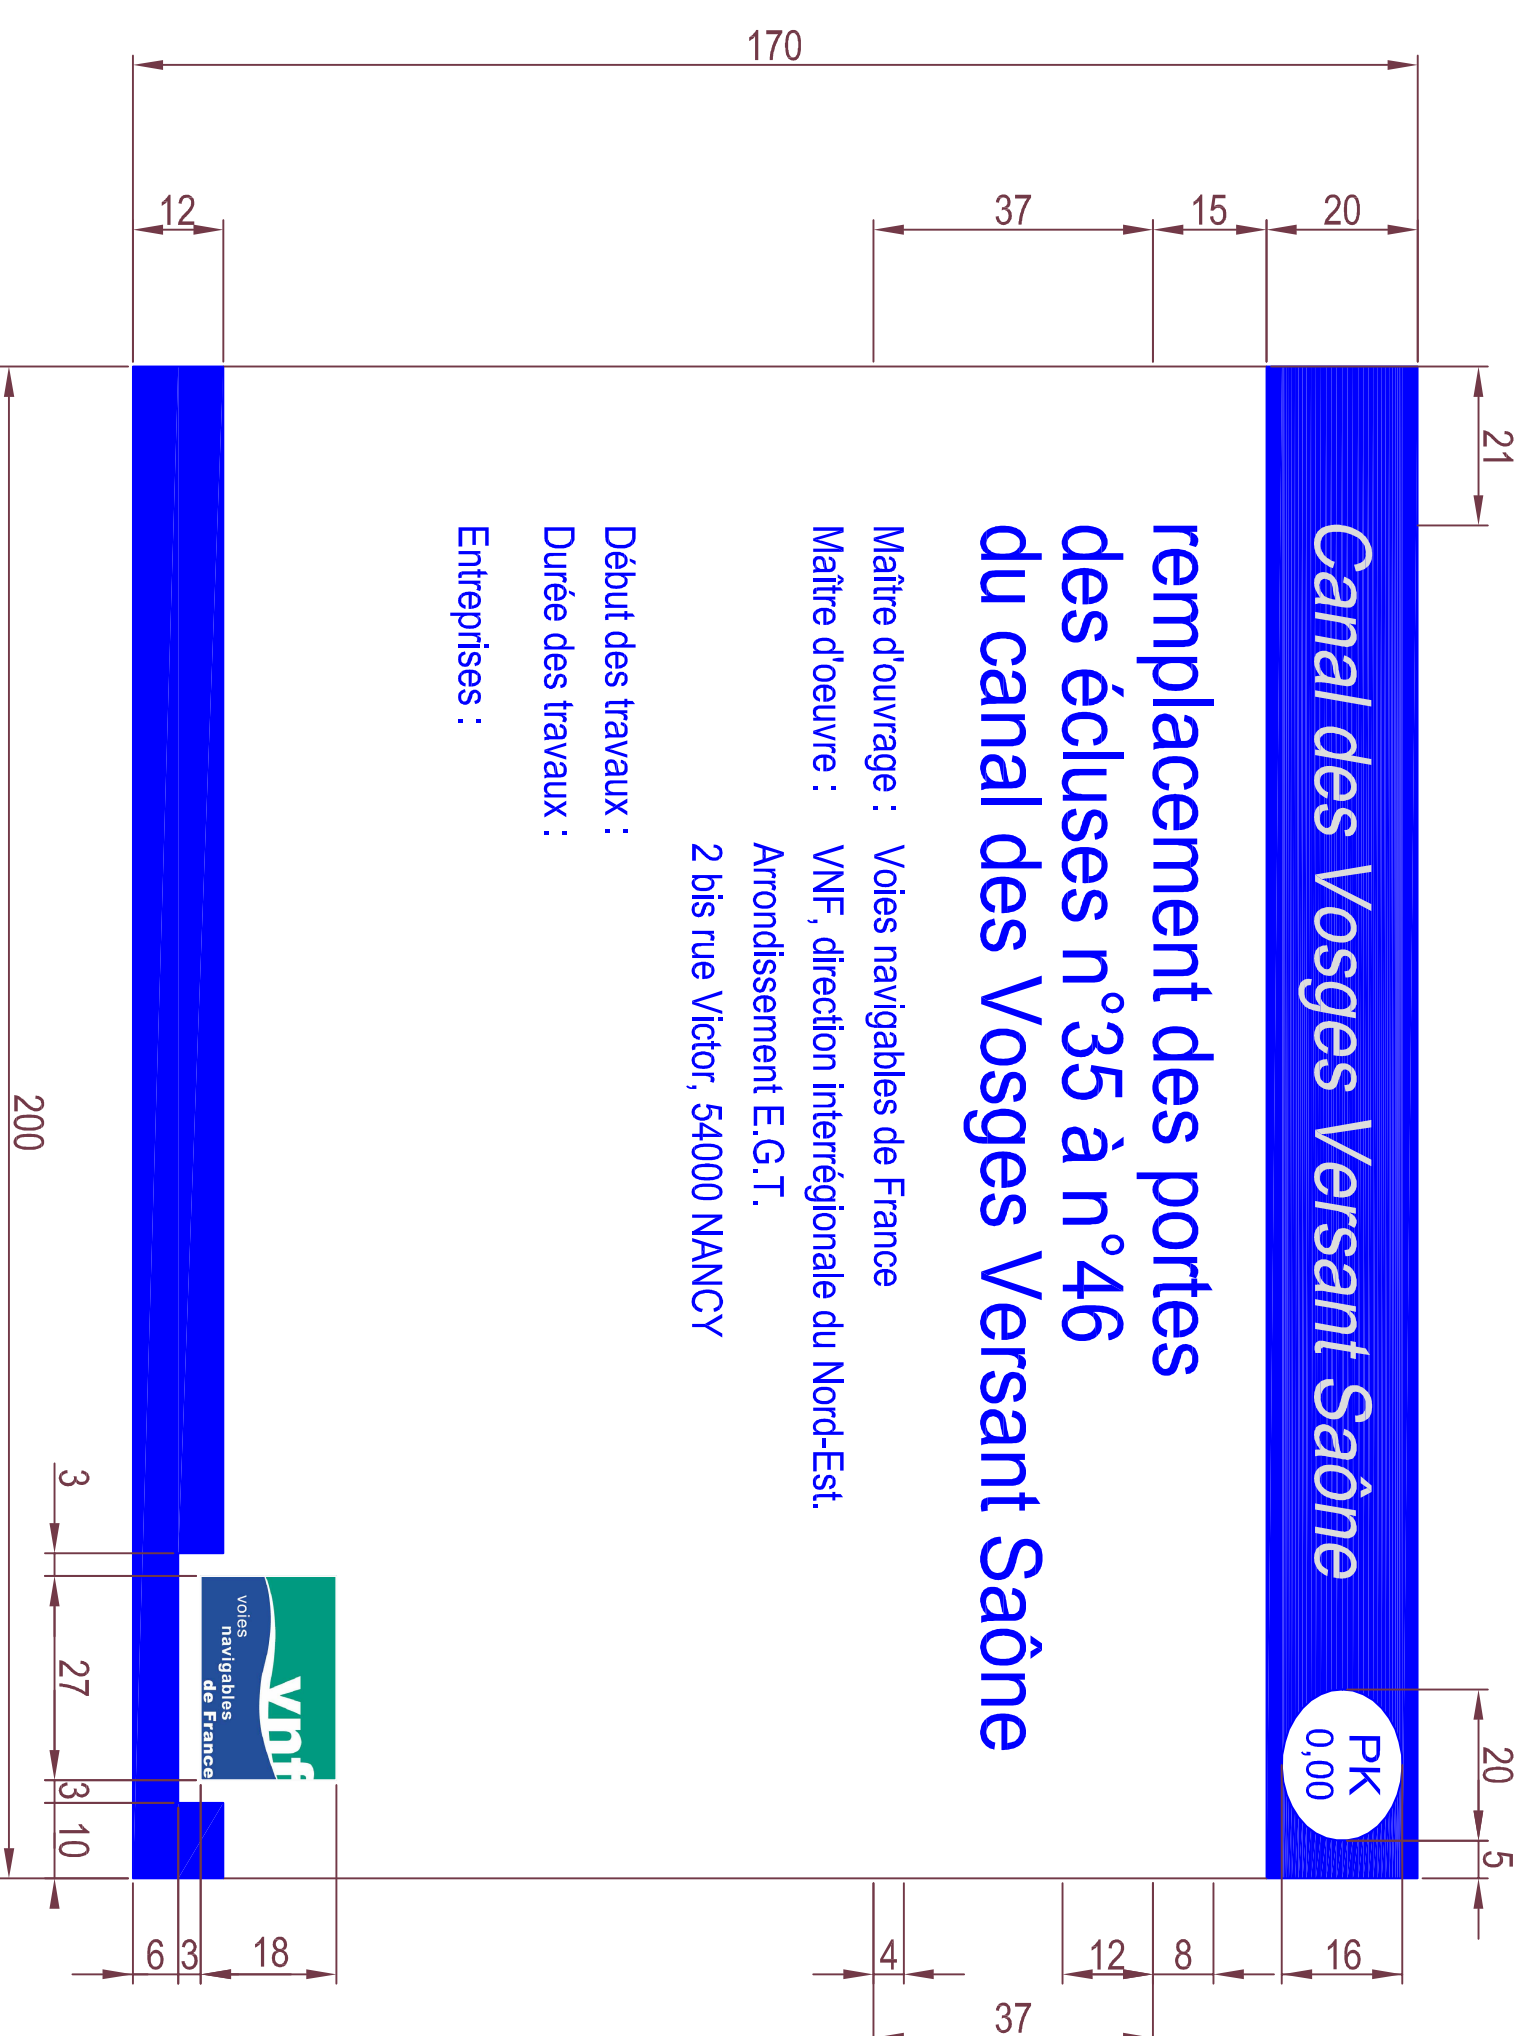 Canal des Vosges Versant Saône
PK
0,00
remplacement des portes
des écluses n°35 à n°46
du canal des Vosges Versant Saône
Maître d'ouvrage : Voies navigables de France
Maître d'oeuvre : VNF, direction interrégionale du Nord-Est.
Arrondissement E.G.T.
2 bis rue Victor, 54000 NANCY
Début des travaux :
Durée des travaux :
Entreprises :
vnf
voies
navigables
de France
170
12
37
15
20
21
20
5
16
8
12
4
37
18
3
6
3
27
3
10
200